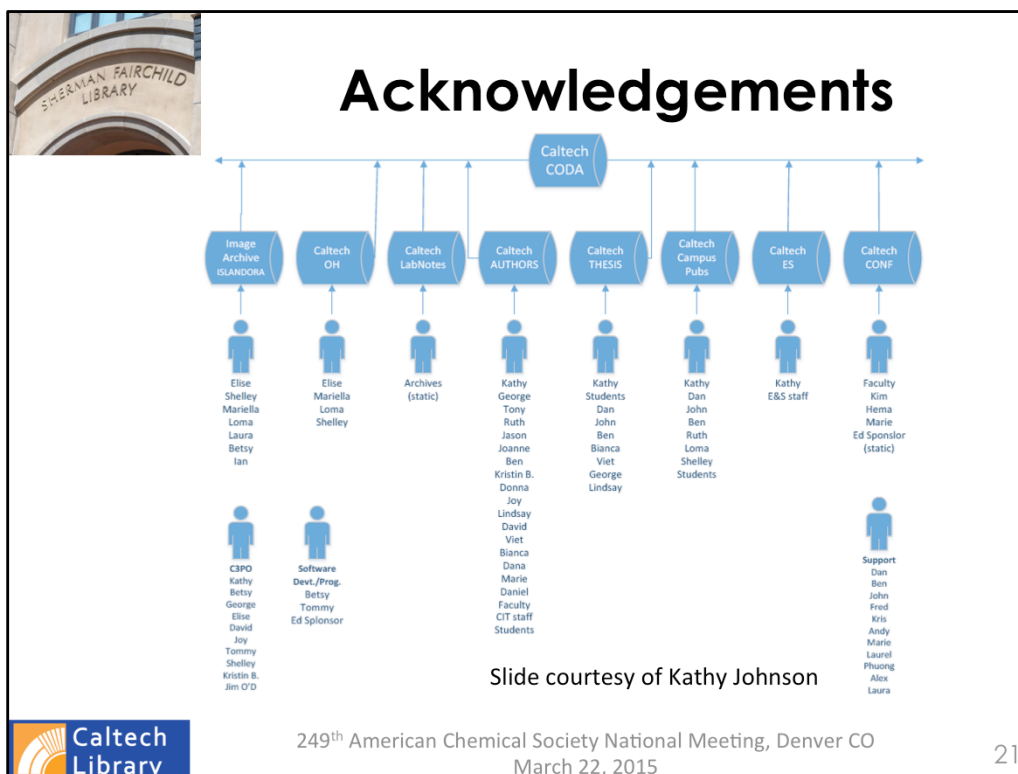 SHERMAN FAIRCHILD
LIBRARY
Acknowledgements
Caltech
CODA
Image
Archive
ISLANDORA
Caltech
OH
Caltech
LabNotes
Caltech
AUTHORS
Caltech
THESIS
Caltech
Campus
Pubs
Caltech
ES
Caltech
CONF
Elise
Shelley
Mariella
Loma
Laura
Betsy
Ian
Elise
Mariella
Loma
Shelley
Archives
(static)
Kathy
George
Tony
Ruth
Jason
Joanne
Ben
Kristin B.
Donna
Joy
Lindsay
David
Viet
Bianca
Dana
Marie
Daniel
Faculty
CIT staff
Students
Kathy
Students
Dan
John
Ben
Bianca
Viet
George
Lindsay
Kathy
Dan
John
Ben
Ruth
Loma
Shelley
Students
Kathy
E&S staff
Faculty
Kim
Hema
Marie
Ed Sponslor
(static)
C3PO
Kathy
Betsy
George
Elise
David
Joy
Tommy
Shelley
Kristin B.
Jim O'D
Software
Devt./Prog.
Betsy
Tommy
Ed Splonsor
Support
Dan
Ben
John
Fred
Kris
Andy
Marie
Laurel
Phuong
Alex
Laura
Slide courtesy of Kathy Johnson
Caltech
Library
249th American Chemical Society National Meeting, Denver CO
March 22, 2015
21